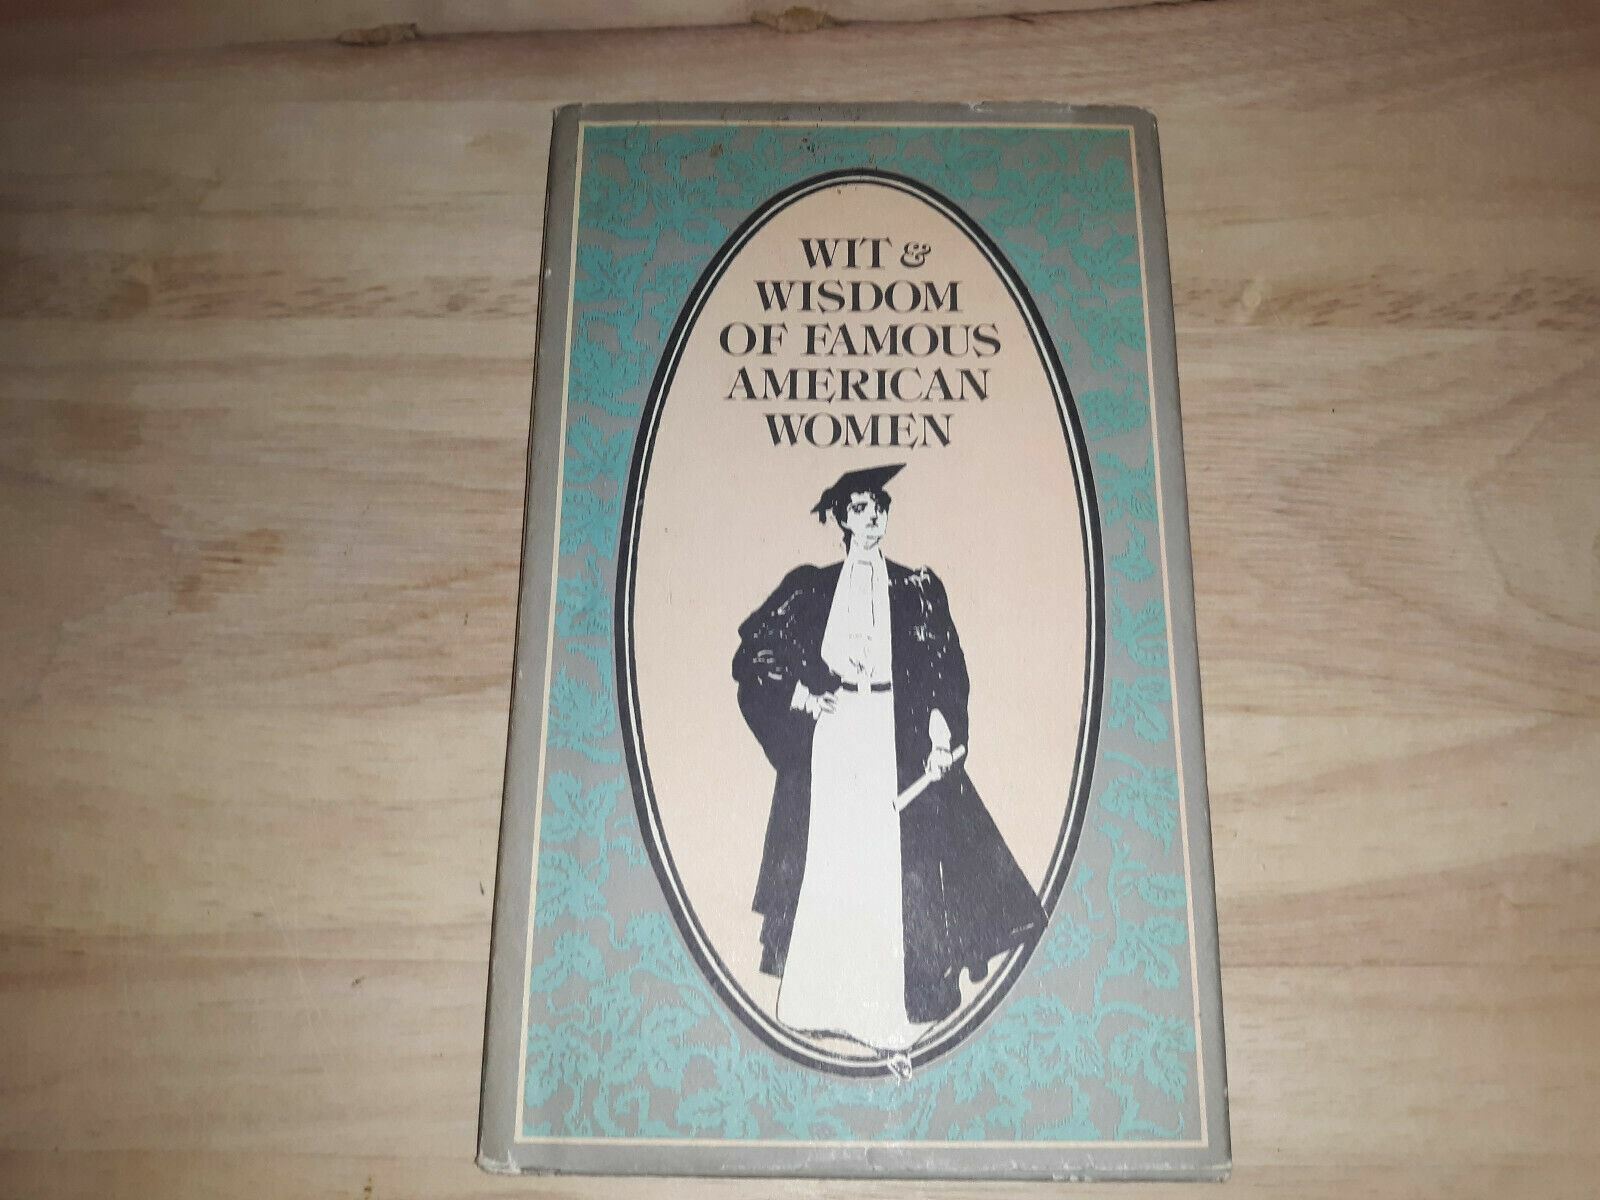 WIT &
WISDOM
OF FAMOUS
AMERICAN
WOMEN